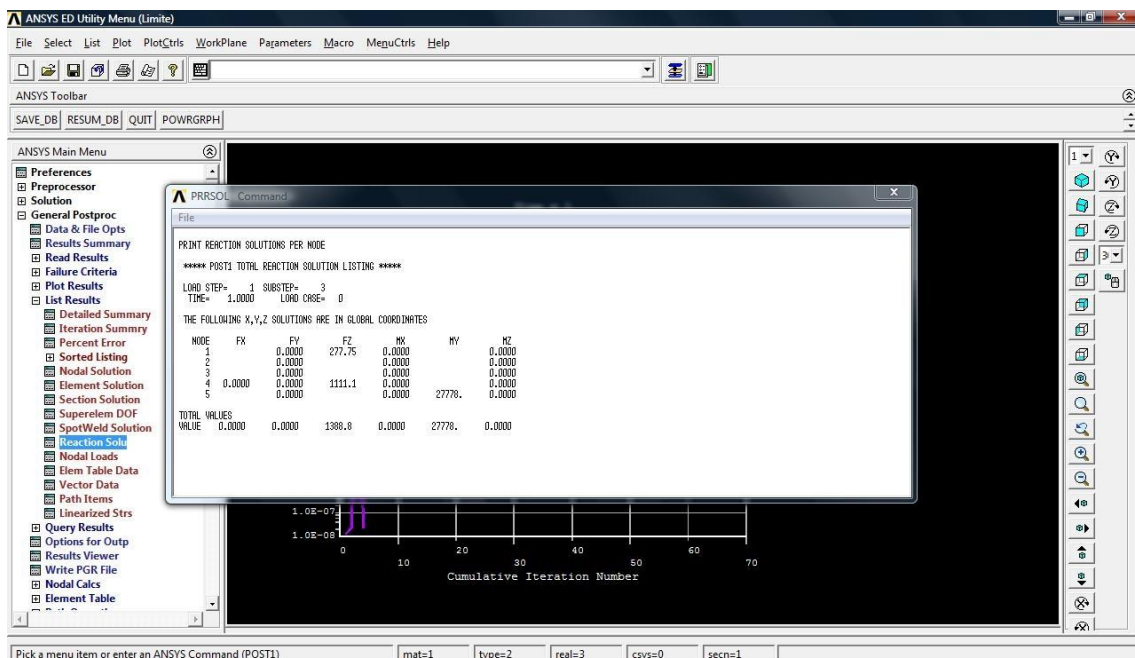 ANSYS ED Utility Menu (Limite)
File Select List Plot PlotCtrls WorkPlane Parameters Macro MenuCtrls Help
ANSYS Toolbar
SAVE_DB RESUM_DB QUIT POWRGRPH
ANSYS Main Menu
Preferences
Preprocessor
Solution
General Postproc
Data & File Opts
Results Summary
Read Results
Failure Criteria
Plot Results
List Results
Detailed Summary
Iteration Summry
Percent Error
Sorted Listing
Nodal Solution
Element Solution
Section Solution
Superelem DOF
SpotWeld Solution
Reaction Solu
Nodal Loads
Elem Table Data
Vector Data
Path Items
Linearized Strs
Query Results
Options for Outp
Results Viewer
Write PGR File
Nodal Calcs
Element Table
PRRSOL Command
File
PRINT REACTION SOLUTIONS PER NODE
***** POST1 TOTAL REACTION SOLUTION LISTING *****
LOAD STEP= 1 SUBSTEP= 3
TIME= 1.0000 LOAD CASE= 0
THE FOLLOWING X,Y,Z SOLUTIONS ARE IN GLOBAL COORDINATES
NODE FX FY FZ MX MY MZ
1 0.0000 277.75 0.0000 0.0000
2 0.0000 0.0000 0.0000
3 0.0000 0.0000 0.0000
4 0.0000 0.0000 1111.1 0.0000 0.0000
5 0.0000 0.0000 27778. 0.0000
TOTAL VALUES
VALUE 0.0000 0.0000 1388.8 0.0000 27778. 0.0000
1.0E-07
1.0E-08
0 20 40 60
10 30 50 70
Cumulative Iteration Number
1
3
Pick a menu item or enter an ANSYS Command (POST1) mat=1 type=2 real=3 csys=0 secn=1